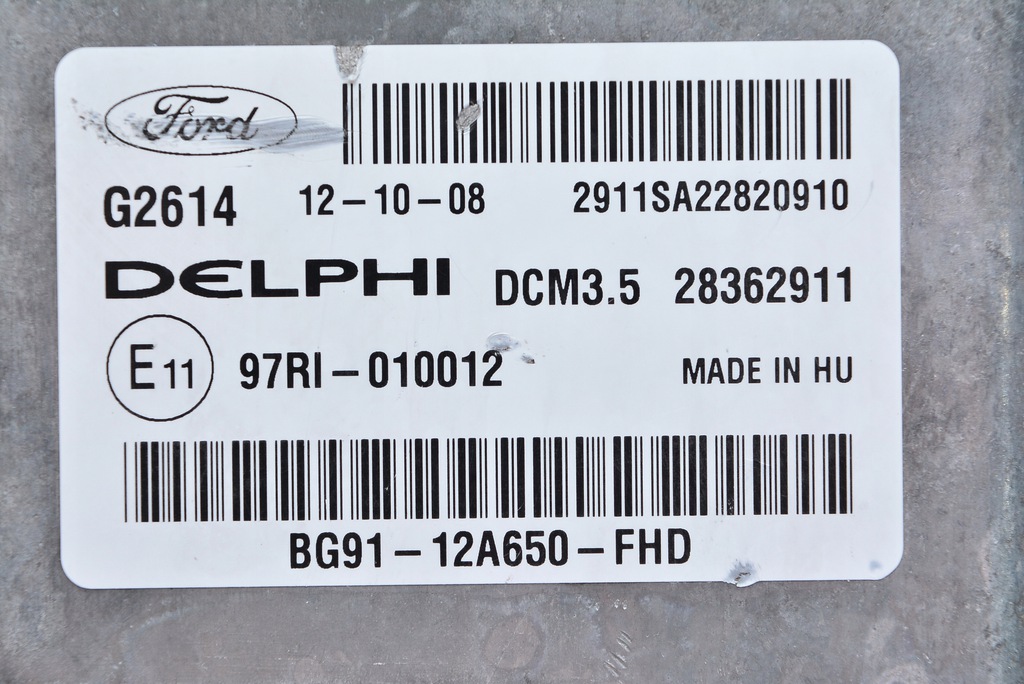 Ford
G2614 12-10-08 2911SA22820910
DELPHI DCM3.5 28362911
E11 97RI-010012 MADE IN HU
BG91-12A650-FHD